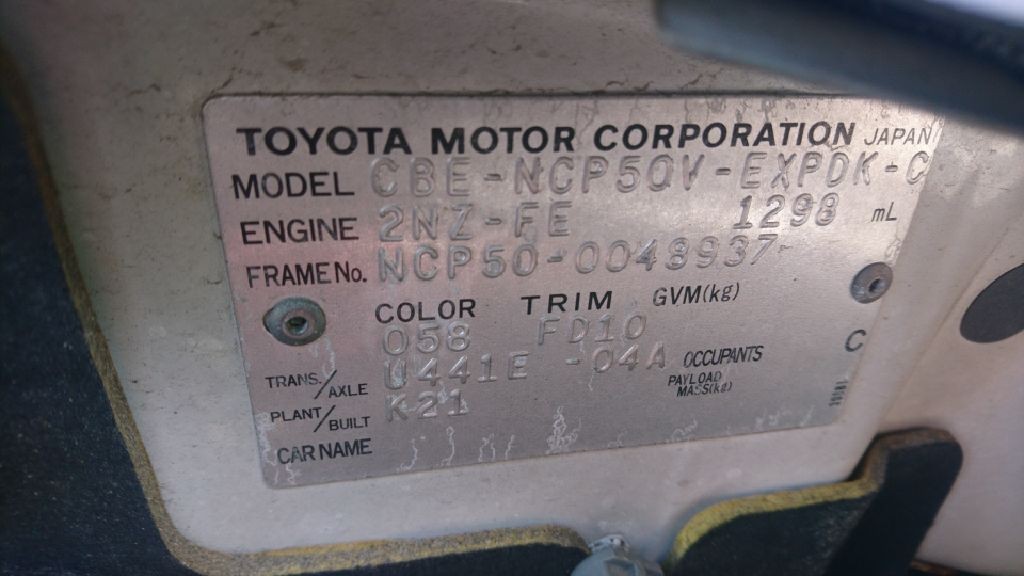 TOYOTA MOTOR CORPORATION JAPAN
MODEL CBE-NCP50V-EXPDK-C
ENGINE 2NZ-FE 1298 mL
FRAME No. NCP50-0048937
COLOR TRIM GVM(kg)
058 FD10
C
TRANS./AXLE U441E -04A OCCUPANTS
PAYLOAD
MASS(kg)
PLANT/BUILT K21
CAR NAME